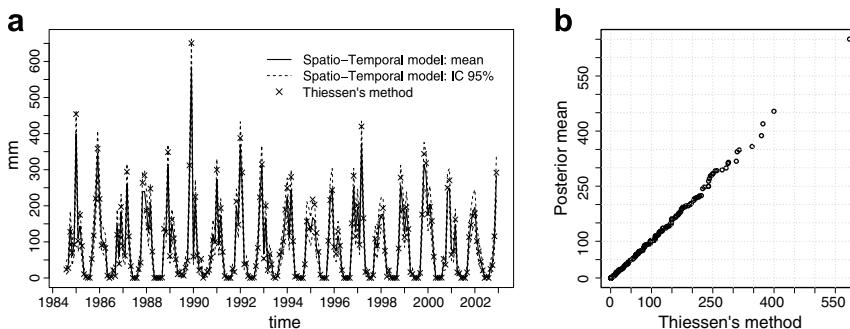 a
mm
0 100 200 300 400 500 600
Spatio-Temporal model: mean
Spatio-Temporal model: IC 95%
Thiessen's method
1984 1986 1988 1990 1992 1994 1996 1998 2000 2002
time
b
Posterior mean
0 100 250 400 550
0 100 250 400 550
Thiessen's method